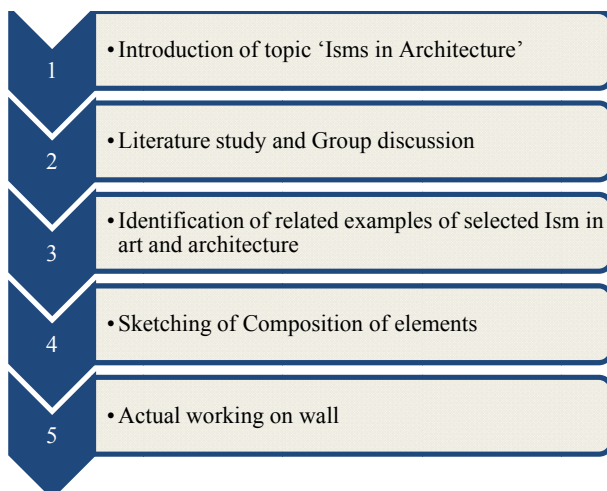 1
•Introduction of topic ‘Isms in Architecture’
2
•Literature study and Group discussion
3
•Identification of related examples of selected Ism in
art and architecture
4
•Sketching of Composition of elements
5
•Actual working on wall